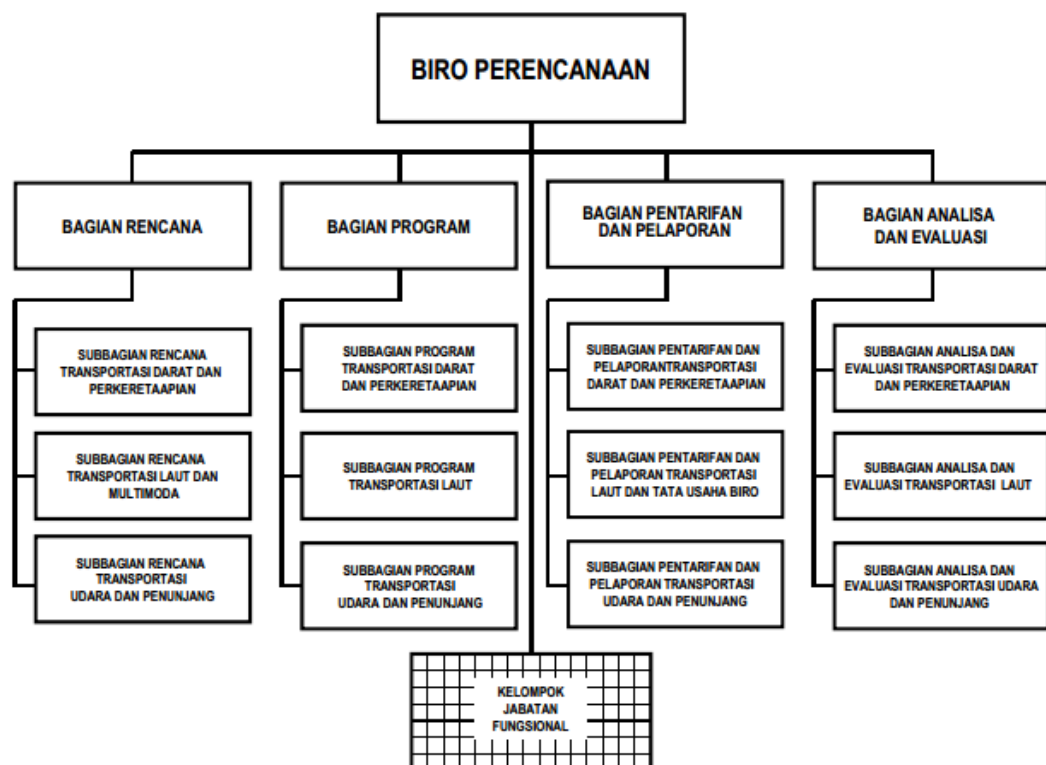 BIRO PERENCANAAN
BAGIAN RENCANA
BAGIAN PROGRAM
BAGIAN PENTARIFAN
DAN PELAPORAN
BAGIAN ANALISA
DAN EVALUASI
SUBBAGIAN RENCANA
TRANSPORTASI DARAT DAN
PERKERETAAPIAN
SUBBAGIAN PROGRAM
TRANSPORTASI DARAT
DAN PERKERETAAPIAN
SUBBAGIAN PENTARIFAN DAN
PELAPORANTRANSPORTASI
DARAT DAN PERKERETAAPIAN
SUBBAGIAN ANALISA DAN
EVALUASI TRANSPORTASI DARAT
DAN PERKERETAAPIAN
SUBBAGIAN RENCANA
TRANSPORTASI LAUT DAN
MULTIMODA
SUBBAGIAN PROGRAM
TRANSPORTASI LAUT
SUBBAGIAN PENTARIFAN DAN
PELAPORAN TRANSPORTASI
LAUT DAN TATA USAHA BIRO
SUBBAGIAN ANALISA DAN
EVALUASI TRANSPORTASI LAUT
SUBBAGIAN RENCANA
TRANSPORTASI
UDARA DAN PENUNJANG
SUBBAGIAN PROGRAM
TRANSPORTASI
UDARA DAN PENUNJANG
SUBBAGIAN PENTARIFAN DAN
PELAPORAN TRANSPORTASI
UDARA DAN PENUNJANG
SUBBAGIAN ANALISA DAN
EVALUASI TRANSPORTASI UDARA
DAN PENUNJANG
KELOMPOK
JABATAN
FUNGSIONAL